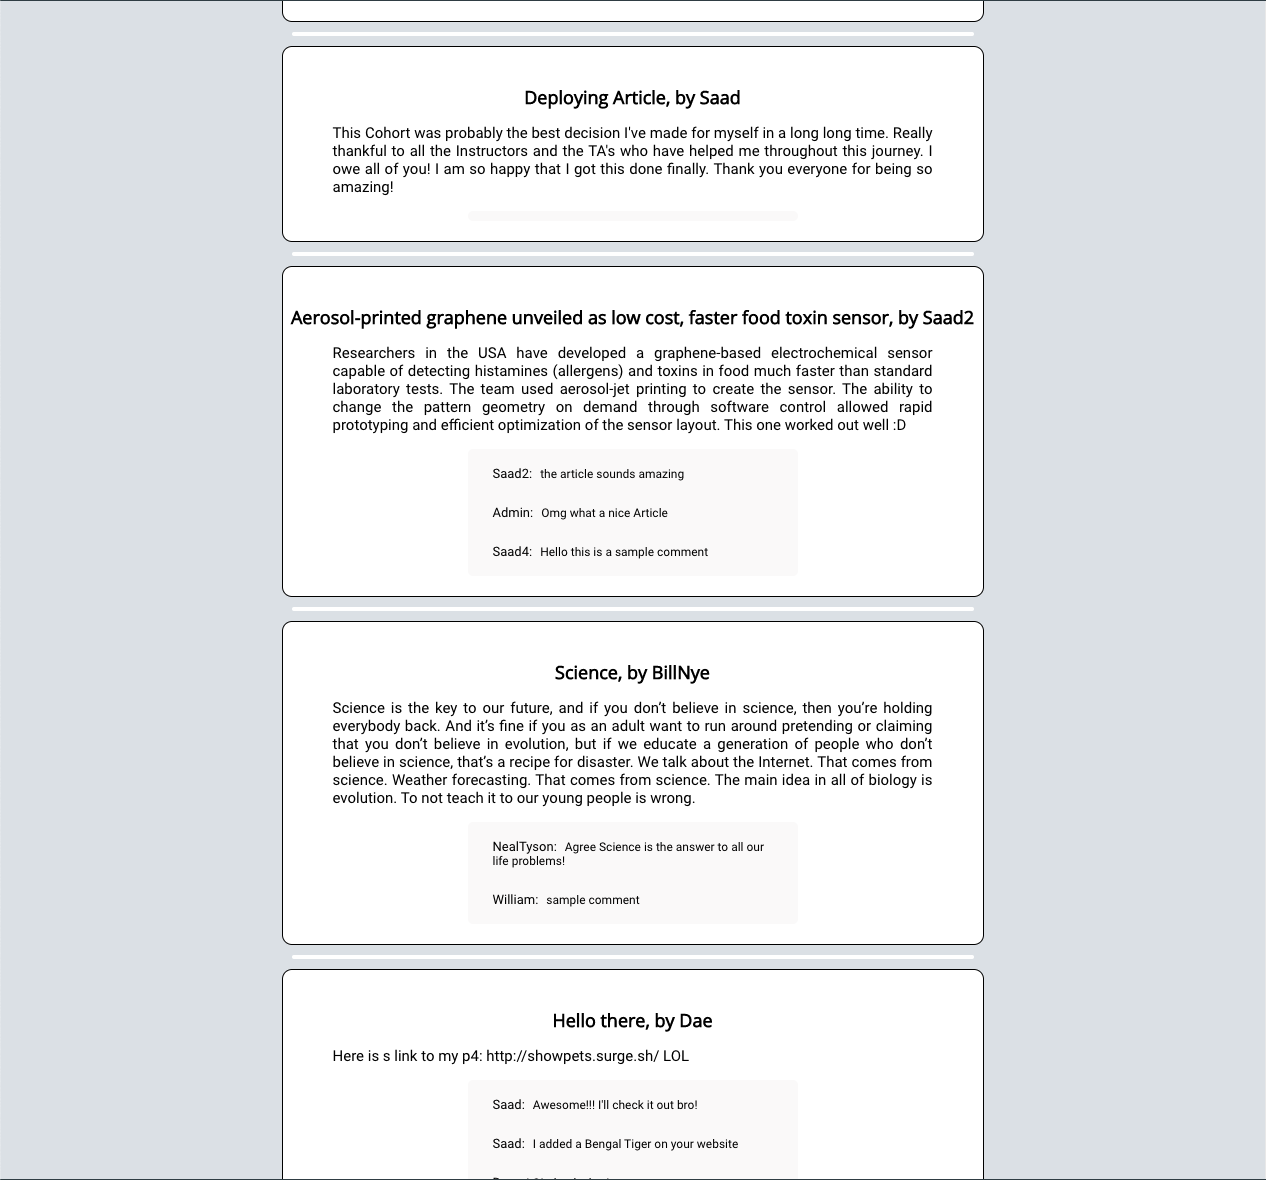 Deploying Article, by Saad
This Cohort was probably the best decision I've made for myself in a long long time. Really
thankful to all the Instructors and the TA's who have helped me throughout this journey. I
owe all of you! I am so happy that I got this done finally. Thank you everyone for being so
amazing!
Aerosol-printed graphene unveiled as low cost, faster food toxin sensor, by Saad2
Researchers in the USA have developed a graphene-based electrochemical sensor
capable of detecting histamines (allergens) and toxins in food much faster than standard
laboratory tests. The team used aerosol-jet printing to create the sensor. The ability to
change the pattern geometry on demand through software control allowed rapid
prototyping and efficient optimization of the sensor layout. This one worked out well :D
Saad2: the article sounds amazing
Admin: Omg what a nice Article
Saad4: Hello this is a sample comment
Science, by BillNye
Science is the key to our future, and if you don’t believe in science, then you’re holding
everybody back. And it’s fine if you as an adult want to run around pretending or claiming
that you don’t believe in evolution, but if we educate a generation of people who don’t
believe in science, that’s a recipe for disaster. We talk about the Internet. That comes from
science. Weather forecasting. That comes from science. The main idea in all of biology is
evolution. To not teach it to our young people is wrong.
NealTyson: Agree Science is the answer to all our
life problems!
William: sample comment
Hello there, by Dae
Here is s link to my p4: http://showpets.surge.sh/ LOL
Saad: Awesome!!! I'll check it out bro!
Saad: I added a Bengal Tiger on your website